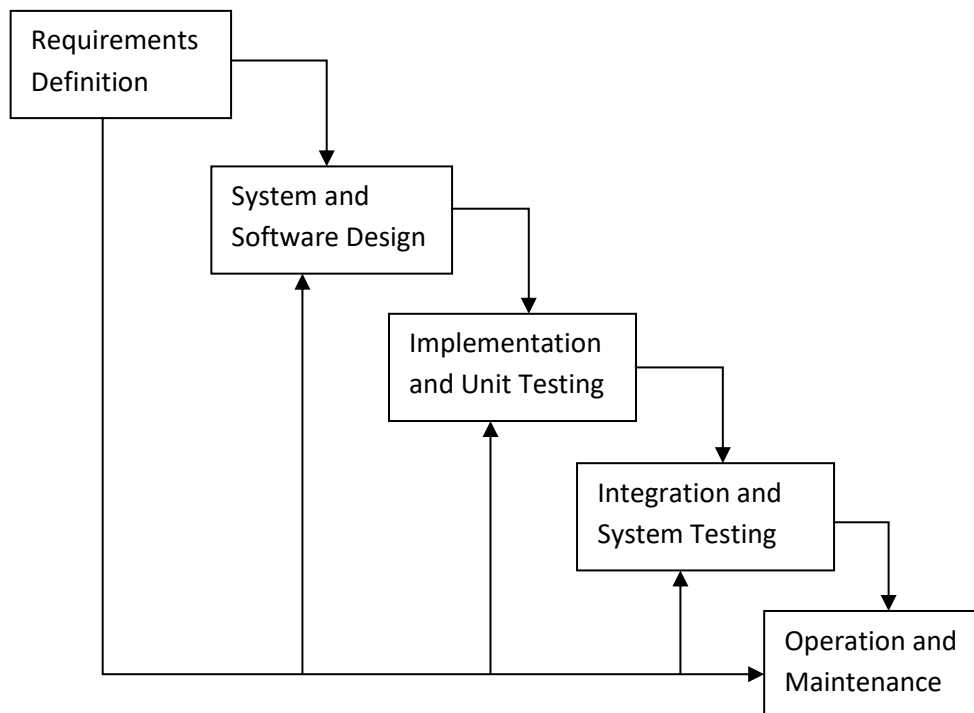 Requirements
Definition
System and
Software Design
Implementation
and Unit Testing
Integration and
System Testing
Operation and
Maintenance